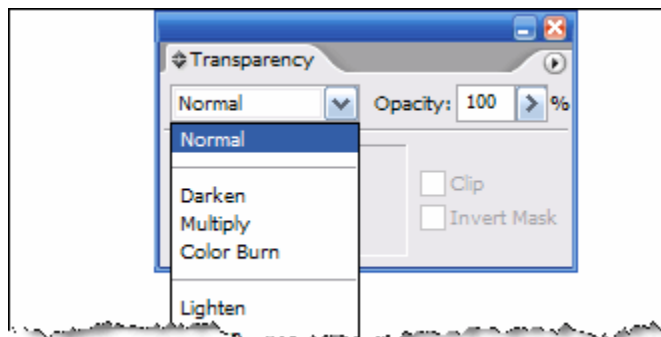 Transparency
Normal Opacity: 100 %
Normal
Darken
Multiply
Color Burn
Lighten
Clip
Invert Mask